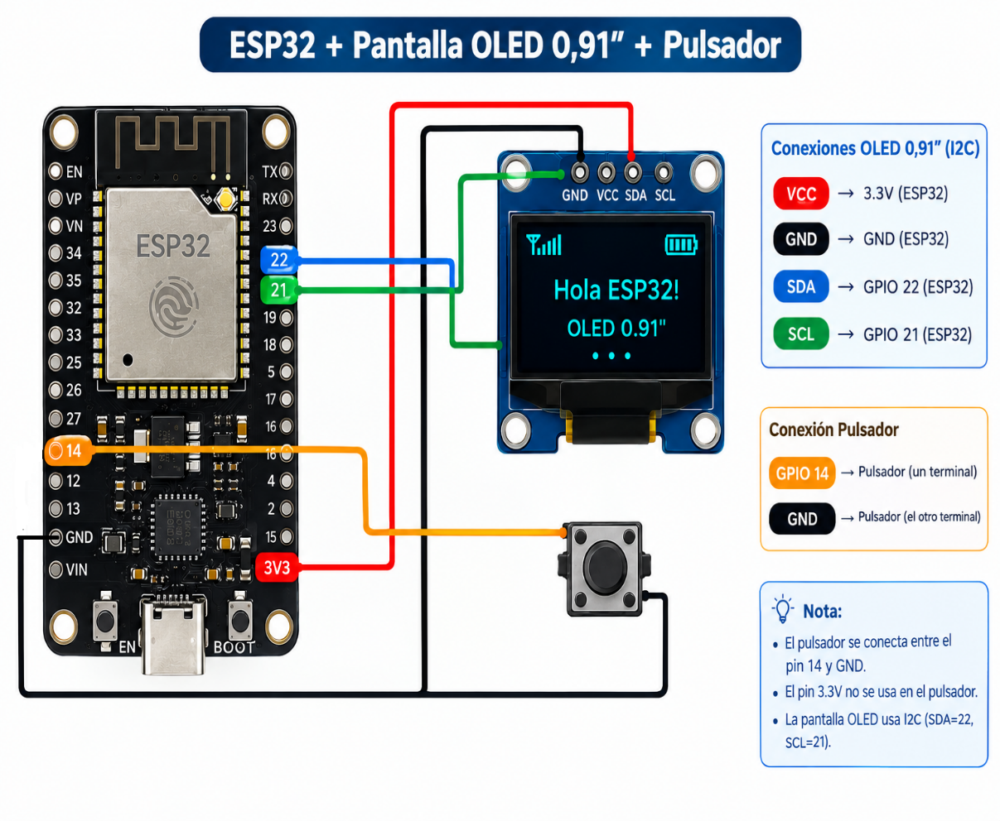 ESP32 + Pantalla OLED 0,91” + Pulsador
EN
VP
VN
34
35
32
33
25
26
27
14
12
13
GND
VIN
TX
RX
23
22
21
19
18
5
17
16
16
4
2
15
3V3
ESP32
EN
BOOT
GND VCC SDA SCL
Hola ESP32!
OLED 0.91"
Conexiones OLED 0,91” (I2C)
VCC → 3.3V (ESP32)
GND → GND (ESP32)
SDA → GPIO 22 (ESP32)
SCL → GPIO 21 (ESP32)
Conexión Pulsador
GPIO 14 → Pulsador (un terminal)
GND → Pulsador (el otro terminal)
Nota:
• El pulsador se conecta entre el
pin 14 y GND.
• El pin 3.3V no se usa en el pulsador.
• La pantalla OLED usa I2C (SDA=22,
SCL=21).